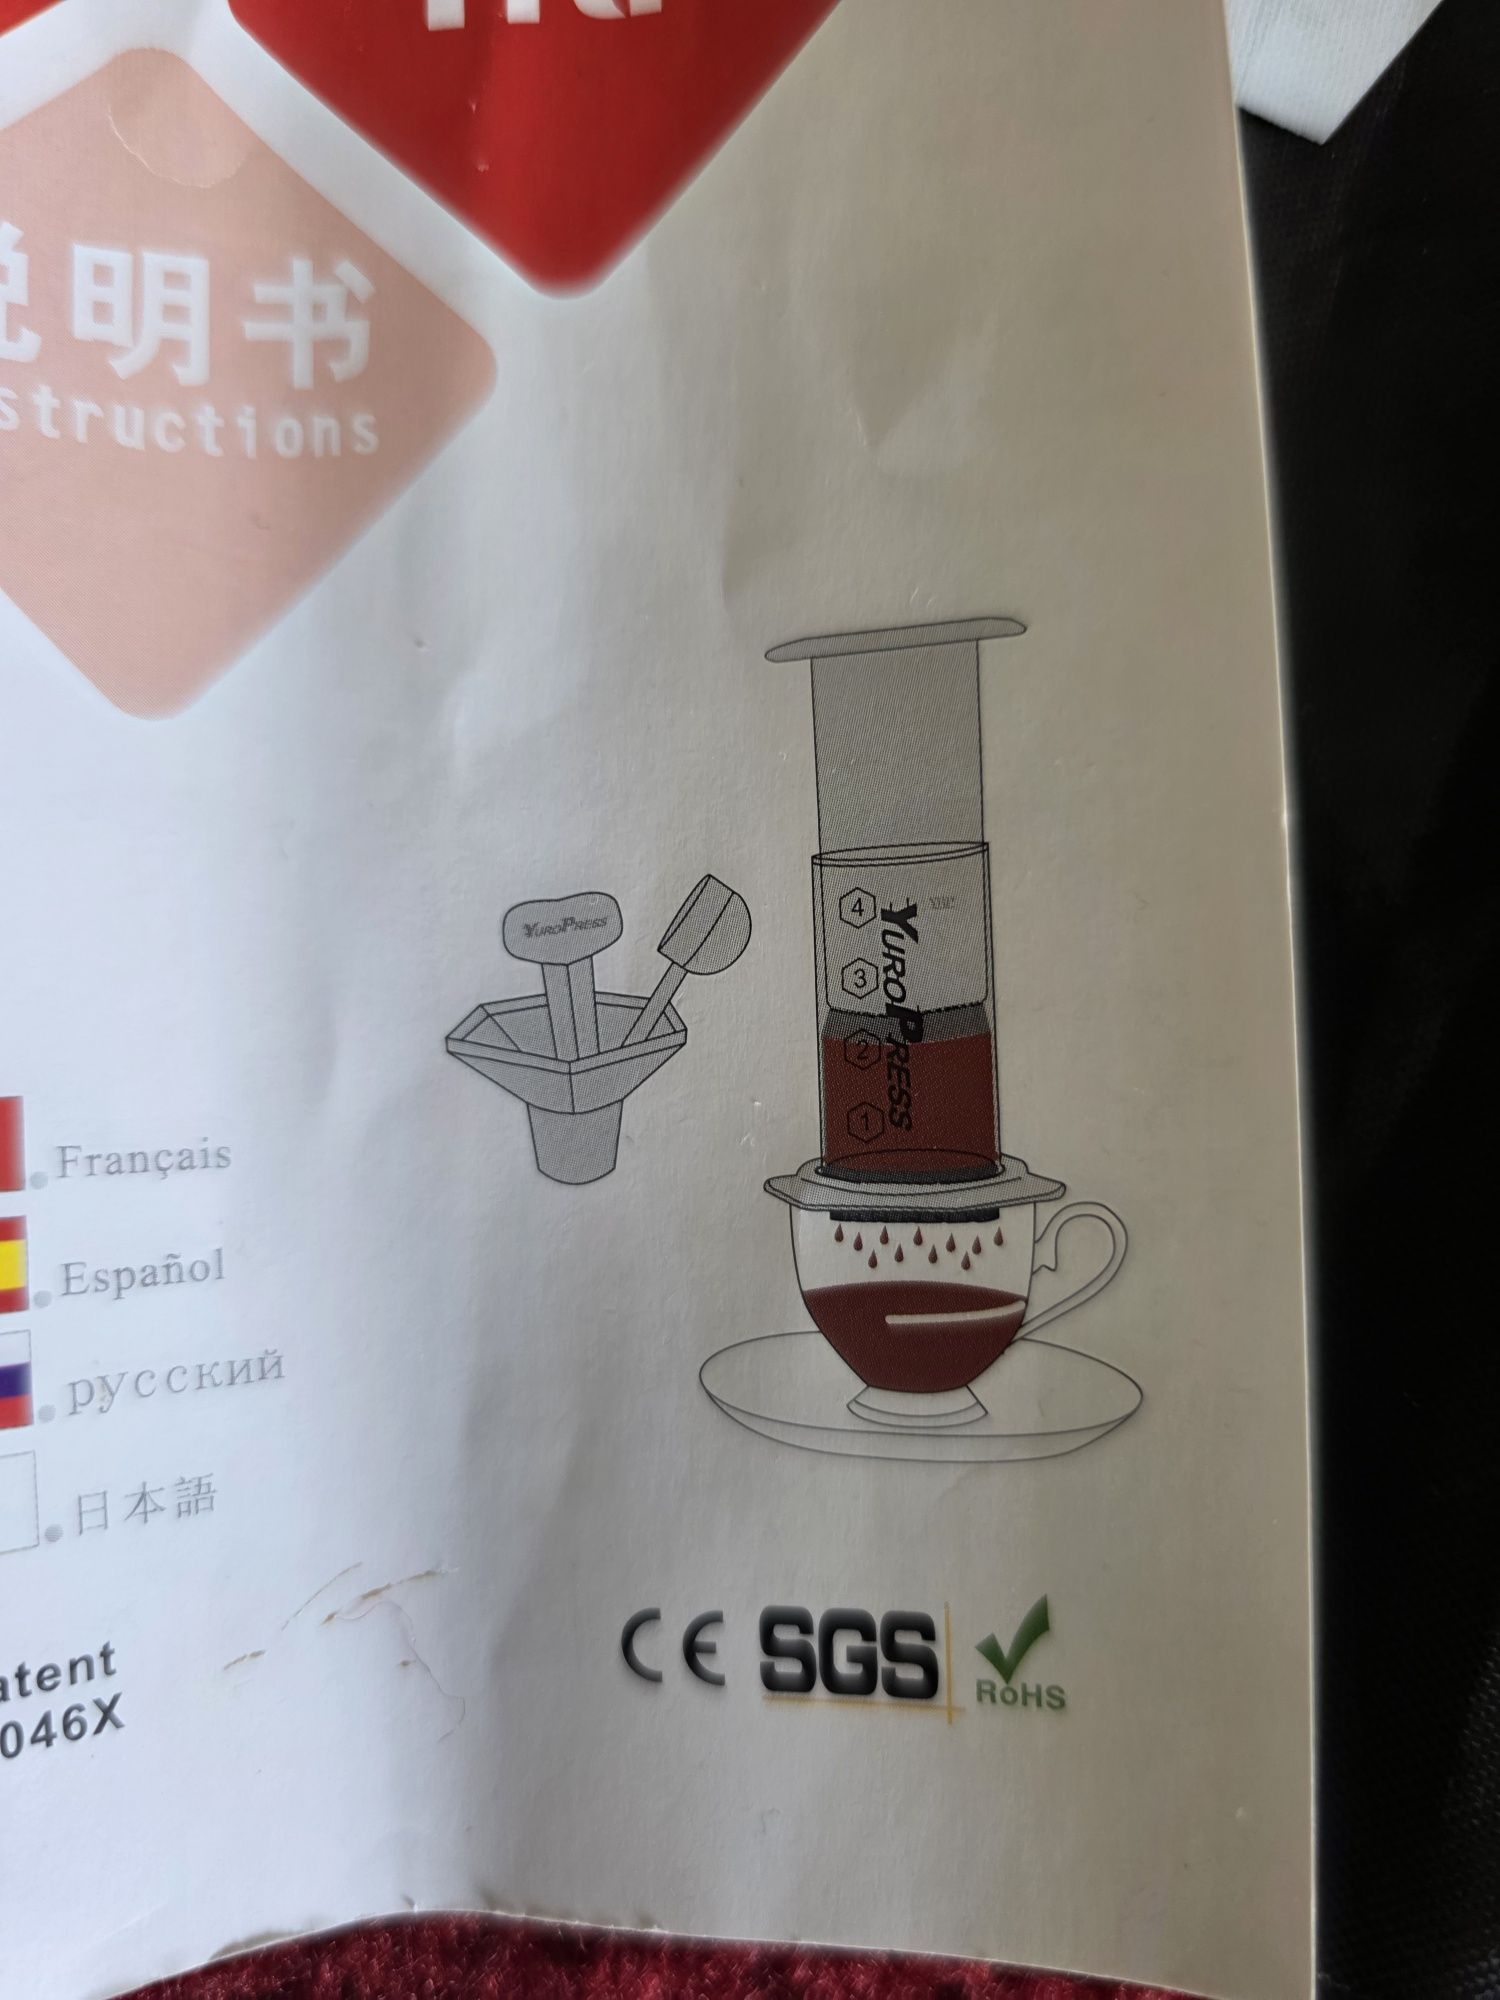 说明书
structions
YUROPRESS
4
YUROPRESS
3
2
1
Français
Español
русский
日本語
atent
046X
CE SGS RoHS